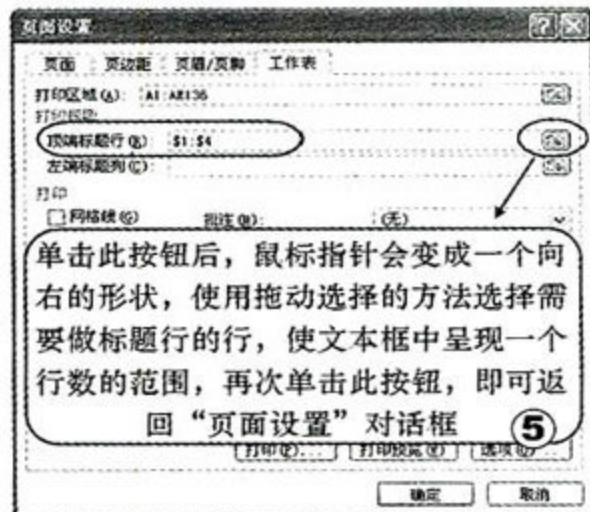 页面设置
页面 页边距 页眉/页脚 工作表
打印区域(A): A1:AZ136
打印标题
顶端标题行(R): $1:$4
左端标题列(C):
打印
网格线(G) 批注(M): (无)
单击此按钮后，鼠标指针会变成一个向
右的形状，使用拖动选择的方法选择需
要做标题行的行，使文本框中呈现一个
行数的范围，再次单击此按钮，即可返
回“页面设置”对话框 ⑤
打印(P)... 打印预览(W) 选项(O)...
确定 取消